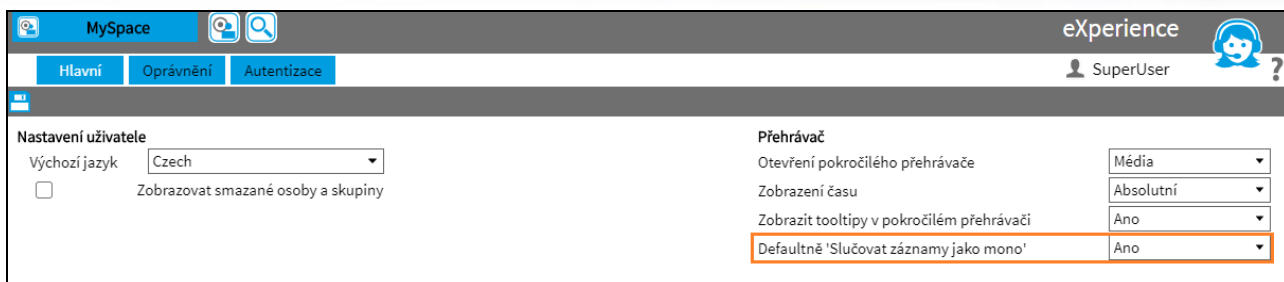 MySpace
eXperience
Hlavní
Oprávnění
Autentizace
SuperUser
?
Nastavení uživatele
Výchozí jazyk
Czech
Zobrazovat smazané osoby a skupiny
Přehrávač
Otevření pokročilého přehrávače
Média
Zobrazení času
Absolutní
Zobrazit tooltipy v pokročilém přehrávači
Ano
Defaultně 'Slučovat záznamy jako mono'
Ano